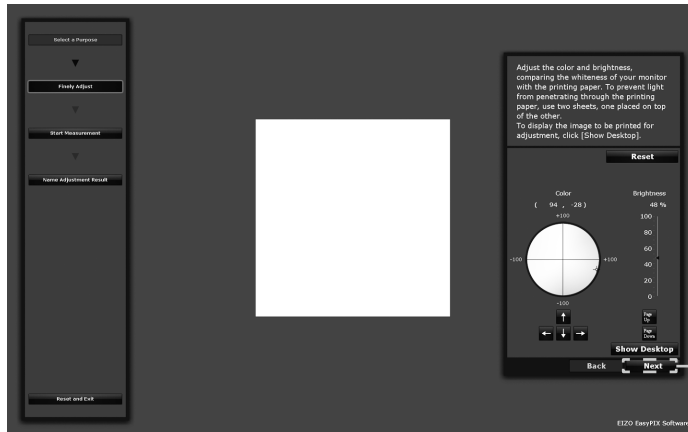 Select a Purpose
Finely Adjust
Start Measurement
Name Adjustment Result
Reset and Exit
Adjust the color and brightness,
comparing the whiteness of your monitor
with the printing paper. To prevent light
from penetrating through the printing
paper, use two sheets, one placed on top
of the other.
To display the image to be printed for
adjustment, click [Show Desktop].
Reset
Color
Brightness
( 94 , -28 )
48 %
+100
-100
+100
-100
100
80
60
40
20
0
↑
← ↓ →
Page
Up
Page
Down
Show Desktop
Back
Next
EIZO EasyPIX Software